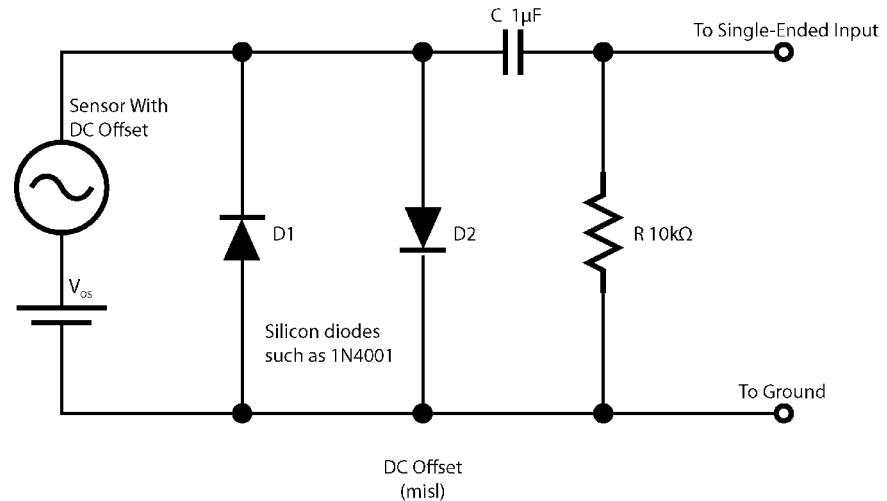 C 1µF
To Single-Ended Input
Sensor With
DC Offset
D1
D2
R 10kΩ
Vos
Silicon diodes
such as 1N4001
To Ground
DC Offset
(misl)